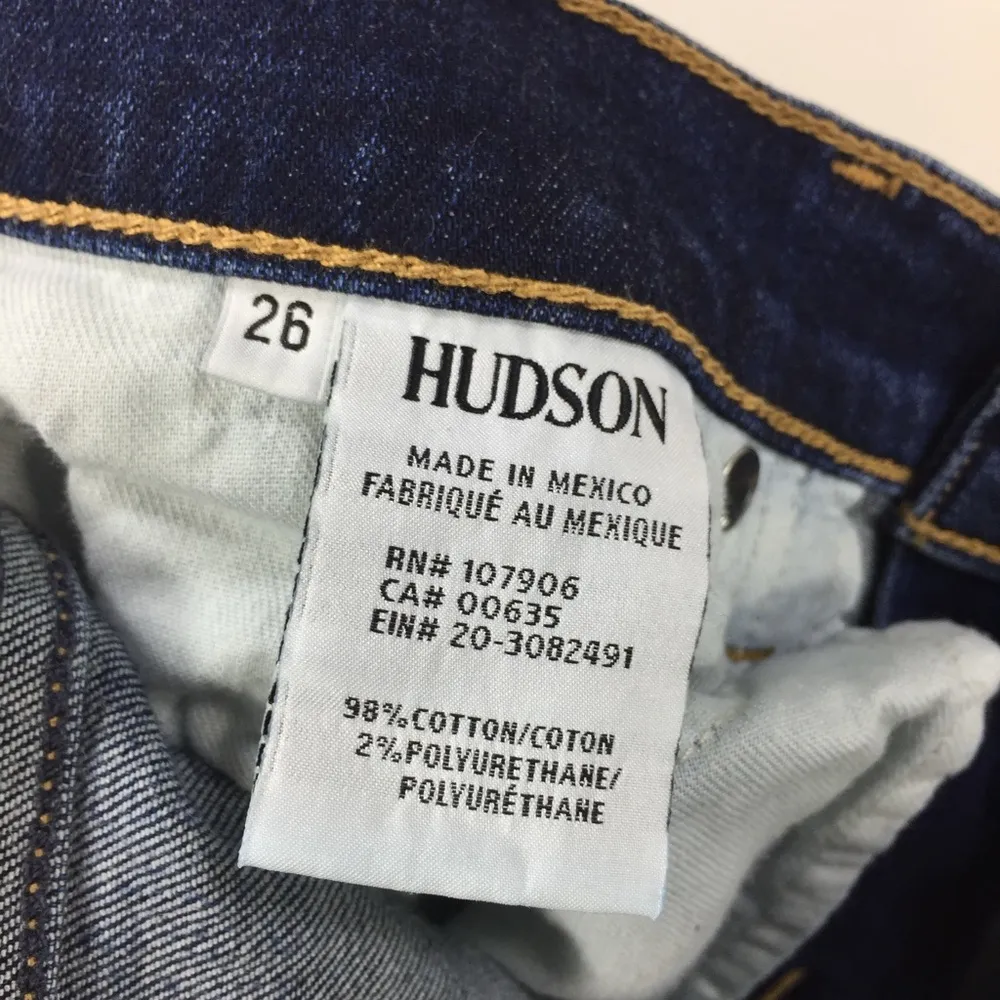 26
HUDSON
MADE IN MEXICO
FABRIQUÉ AU MEXIQUE
RN# 107906
CA# 00635
EIN# 20-3082491
98%COTTON/COTON
2%POLYURETHANE/
POLYURÉTHANE